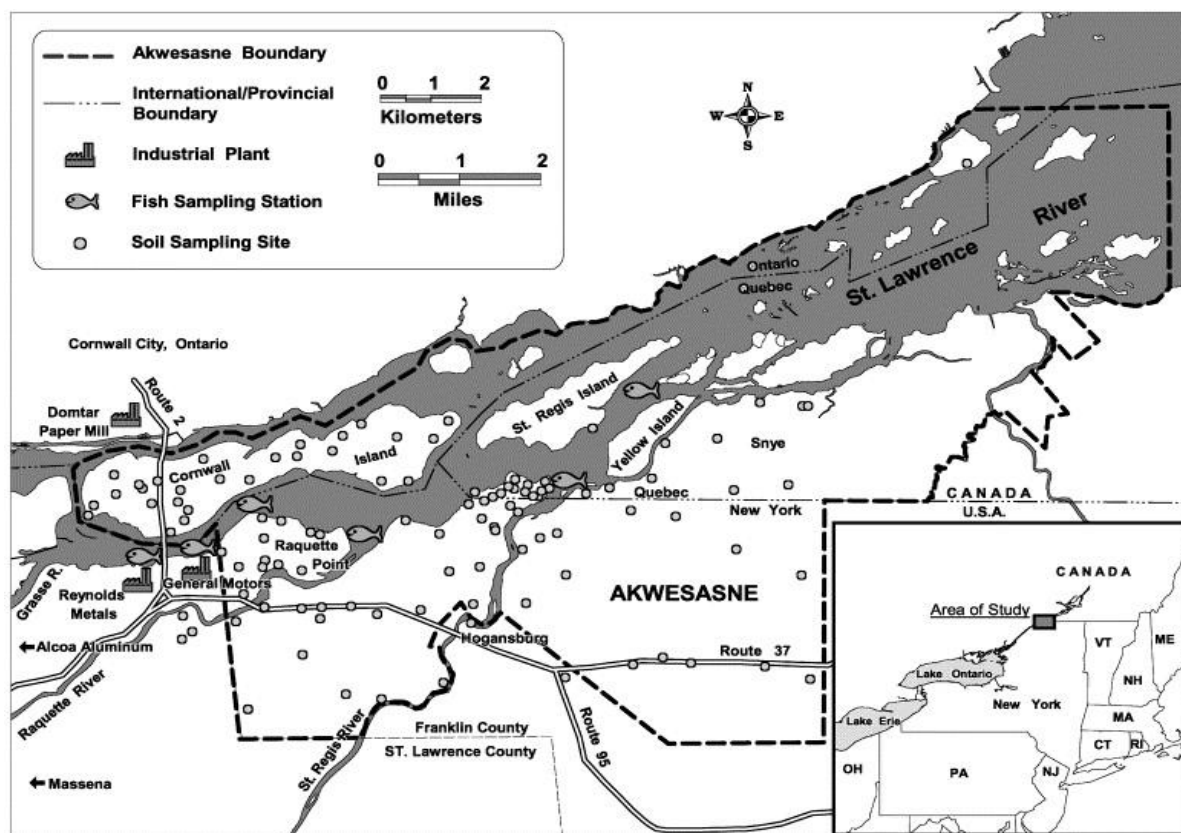 Akwesasne Boundary
International/Provincial
Boundary
Industrial Plant
Fish Sampling Station
Soil Sampling Site
0 1 2
Kilometers
0 1 2
Miles
N
W E
S
River
St. Lawrence
Ontario
Quebec
Cornwall City, Ontario
Route 2
Domtar
Paper Mill
St. Regis Island
Yellow Island
Snye
Island
Cornwall
Quebec
New York
CANADA
U.S.A.
Raquette
Point
Grasse R.
General Motors
Reynolds
Metals
AKWESASNE
Hogansburg
Alcoa Aluminum
Route 37
Raquette River
St. Regis River
Franklin County
ST. Lawrence County
Route 95
Massena
CANADA
Area of Study
VT
ME
NH
Lake Ontario
New York
MA
Lake Erie
CT
RI
OH
PA
NJ